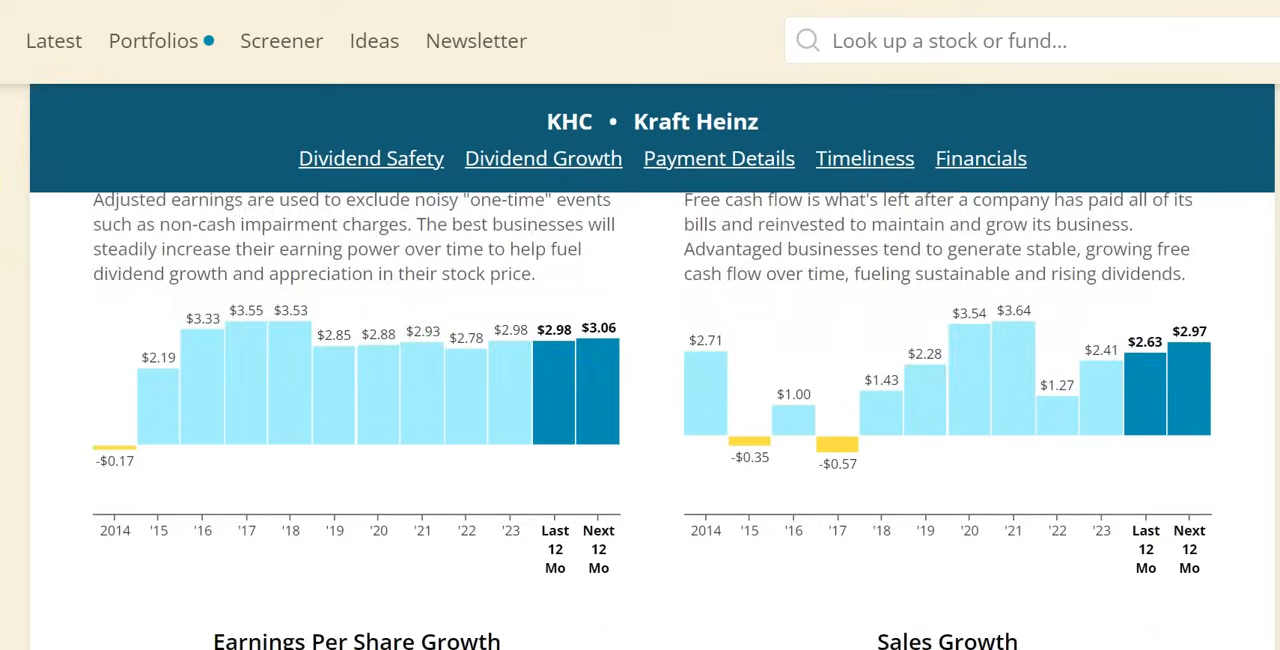 Latest Portfolios Screener Ideas Newsletter
Look up a stock or fund...
KHC • Kraft Heinz
Dividend Safety Dividend Growth Payment Details Timeliness Financials
Adjusted earnings are used to exclude noisy "one-time" events
such as non-cash impairment charges. The best businesses will
steadily increase their earning power over time to help fuel
dividend growth and appreciation in their stock price.
-$0.17 $2.19 $3.33 $3.55 $3.53 $2.85 $2.88 $2.93 $2.78 $2.98 $2.98 $3.06
2014 '15 '16 '17 '18 '19 '20 '21 '22 '23 Last Next
12 12
Mo Mo
Free cash flow is what's left after a company has paid all of its
bills and reinvested to maintain and grow its business.
Advantaged businesses tend to generate stable, growing free
cash flow over time, fueling sustainable and rising dividends.
$2.71 -$0.35 $1.00 -$0.57 $1.43 $2.28 $3.54 $3.64 $1.27 $2.41 $2.63 $2.97
2014 '15 '16 '17 '18 '19 '20 '21 '22 '23 Last Next
12 12
Mo Mo
Earnings Per Share Growth
Sales Growth